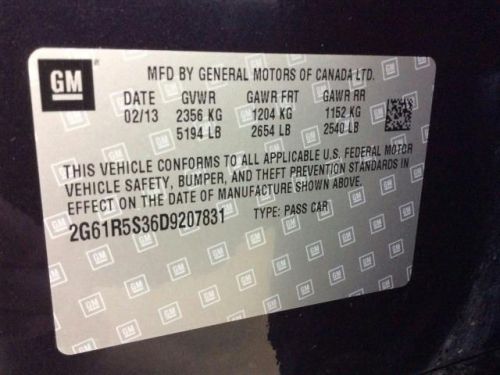 GM
MFD BY GENERAL MOTORS OF CANADA LTD.
DATE GVWR GAWR FRT GAWR RR
02/13 2356 KG 1204 KG 1152 KG
5194 LB 2654 LB 2540 LB
THIS VEHICLE CONFORMS TO ALL APPLICABLE U.S. FEDERAL MOTOR
VEHICLE SAFETY, BUMPER, AND THEFT PREVENTION STANDARDS IN
EFFECT ON THE DATE OF MANUFACTURE SHOWN ABOVE.
2G61R5S36D9207831 TYPE: PASS CAR